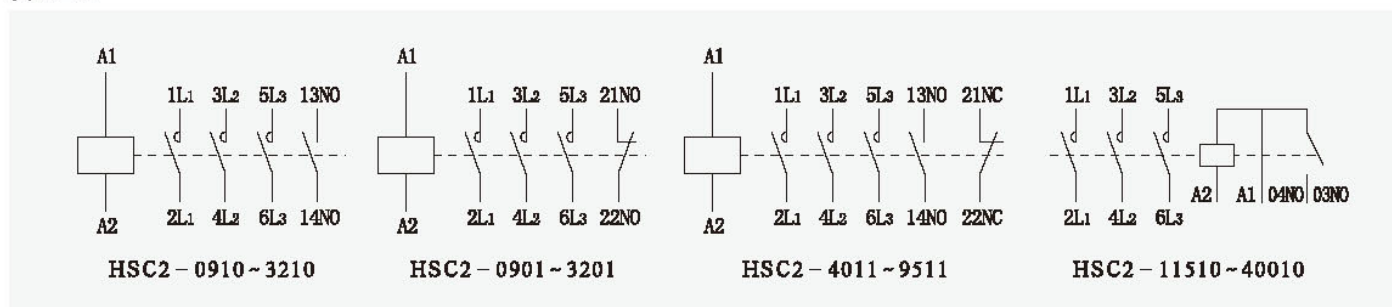 A1 A1 A1
1L1 3L2 5L3 13NO 1L1 3L2 5L3 21NO 1L1 3L2 5L3 13NO 21NC 1L1 3L2 5L3
A2 A1 04NO 03NO
2L1 4L2 6L3 14NO 2L1 4L2 6L3 22NO 2L1 4L2 6L3 14NO 22NC 2L1 4L2 6L3
A2 A2 A2
HSC2-0910~3210 HSC2-0901~3201 HSC2-4011~9511 HSC2-11510~40010